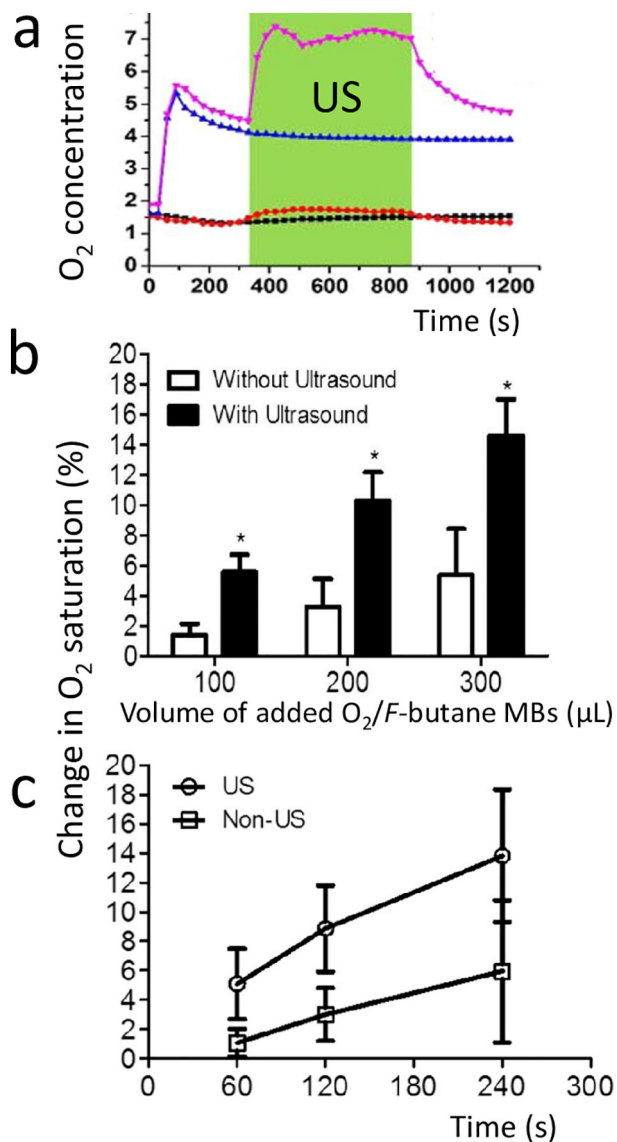 a
O₂ concentration
7
6
5
4
3
2
1
0
US
0 200 400 600 800 1000 1200
Time (s)
b
Change in O₂ saturation (%)
20
18
16
14
12
10
8
6
4
2
0
Without Ultrasound
With Ultrasound
*
*
*
100 200 300
Volume of added O₂/F-butane MBs (µL)
c
20
18
16
14
12
10
8
6
4
2
0
US
Non-US
0 60 120 180 240 300
Time (s)